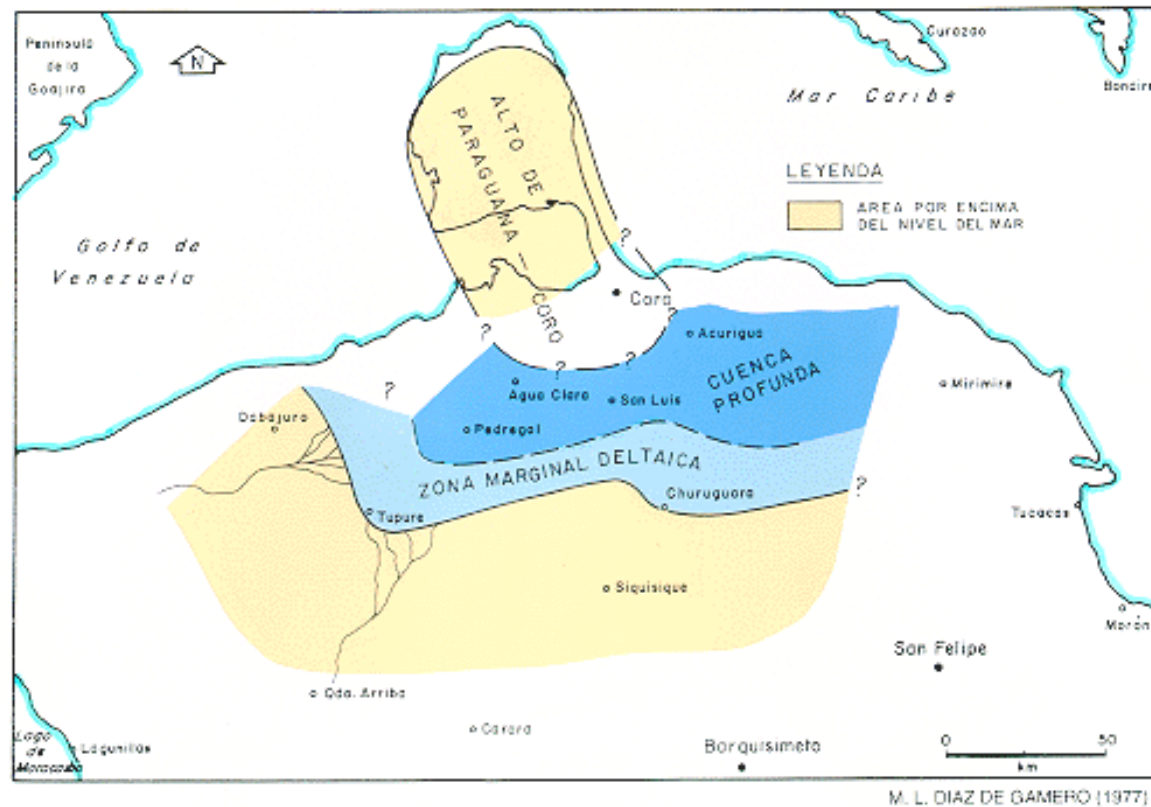 Peninsula
de la
Goajira
N
Curazao
Mar Caribe
LEYENDA
AREA POR ENCIMA
DEL NIVEL DEL MAR
ALTO DE
PARAGUANA - CORO
Golfo de
Venezuela
?
Coro
?
?
?
?
?
Acurigua
CUENCA
PROFUNDA
Mirimire
Agua Clara
San Luis
Dabajuro
Pedregal
ZONA MARGINAL DELTAICA
Churuguara
?
Tupure
Tucacas
Siquisique
Morón
San Felipe
Qda. Arriba
Carora
Lago
de
Maracaibo
Lagunillas
Barquisimeto
0 50
km
M. L. DIAZ DE GAMERO (1977)